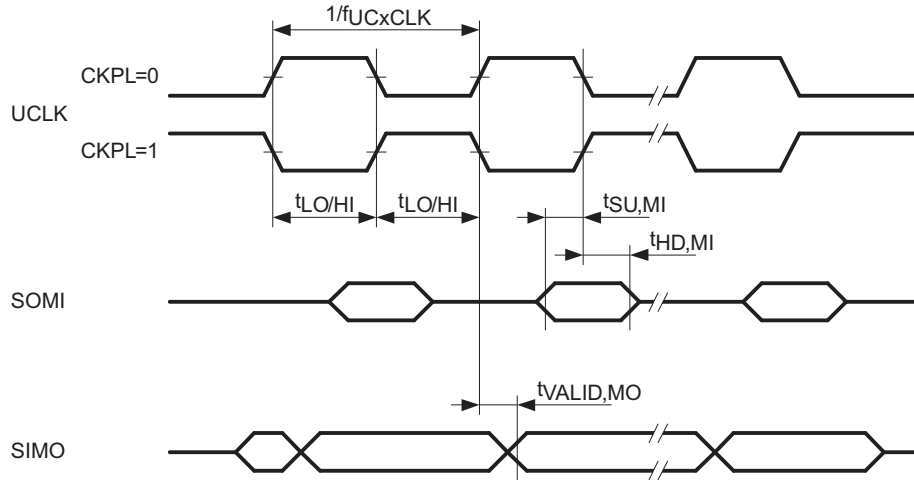 1/fUCxCLK
CKPL=0
UCLK
CKPL=1
tLO/HI tLO/HI tSU,MI
tHD,MI
SOMI
tVALID,MO
SIMO